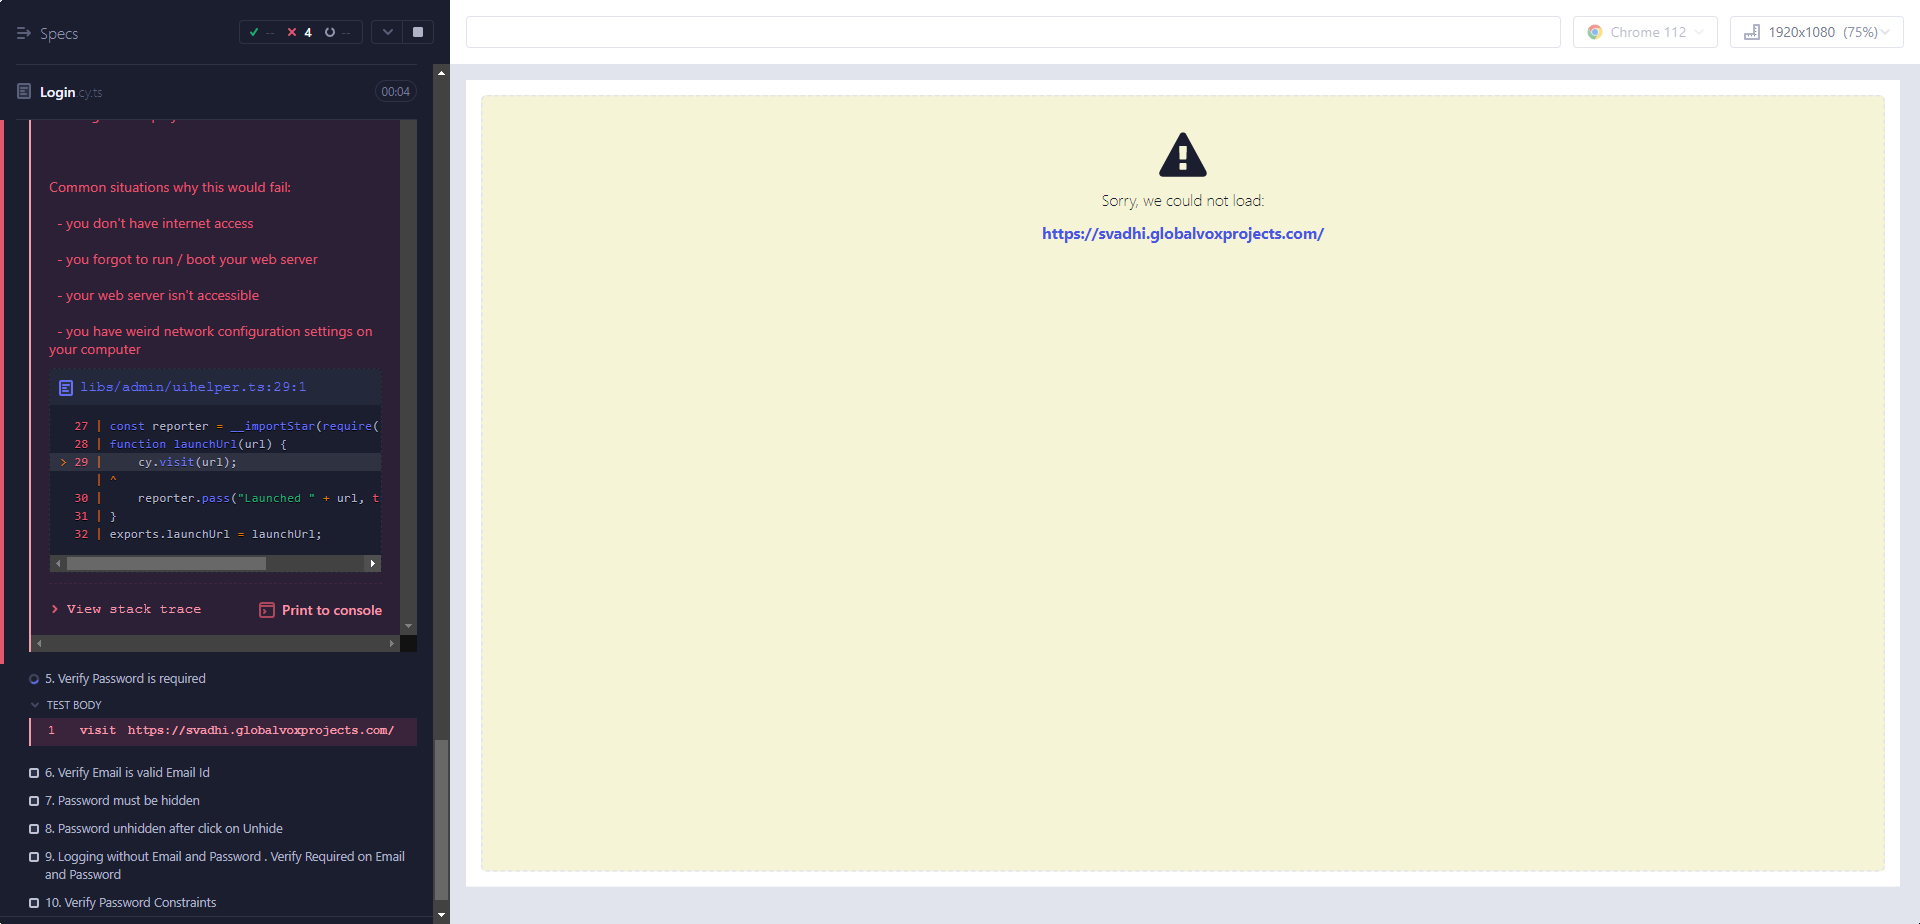 Specs
-- 4 --
Chrome 112
1920x1080 (75%)
Login.cy.ts
00:04
Common situations why this would fail:
- you don't have internet access
- you forgot to run / boot your web server
- your web server isn't accessible
- you have weird network configuration settings on
your computer
libs/admin/uihelper.ts:29:1
27 | const reporter = __importStar(require(
28 | function launchUrl(url) {
> 29 | cy.visit(url);
| ^
30 | reporter.pass("Launched " + url, t
31 | }
32 | exports.launchUrl = launchUrl;
> View stack trace
Print to console
5. Verify Password is required
TEST BODY
1 visit https://svadhi.globalvoxprojects.com/
6. Verify Email is valid Email Id
7. Password must be hidden
8. Password unhidden after click on Unhide
9. Logging without Email and Password . Verify Required on Email
and Password
10. Verify Password Constraints
Sorry, we could not load:
https://svadhi.globalvoxprojects.com/